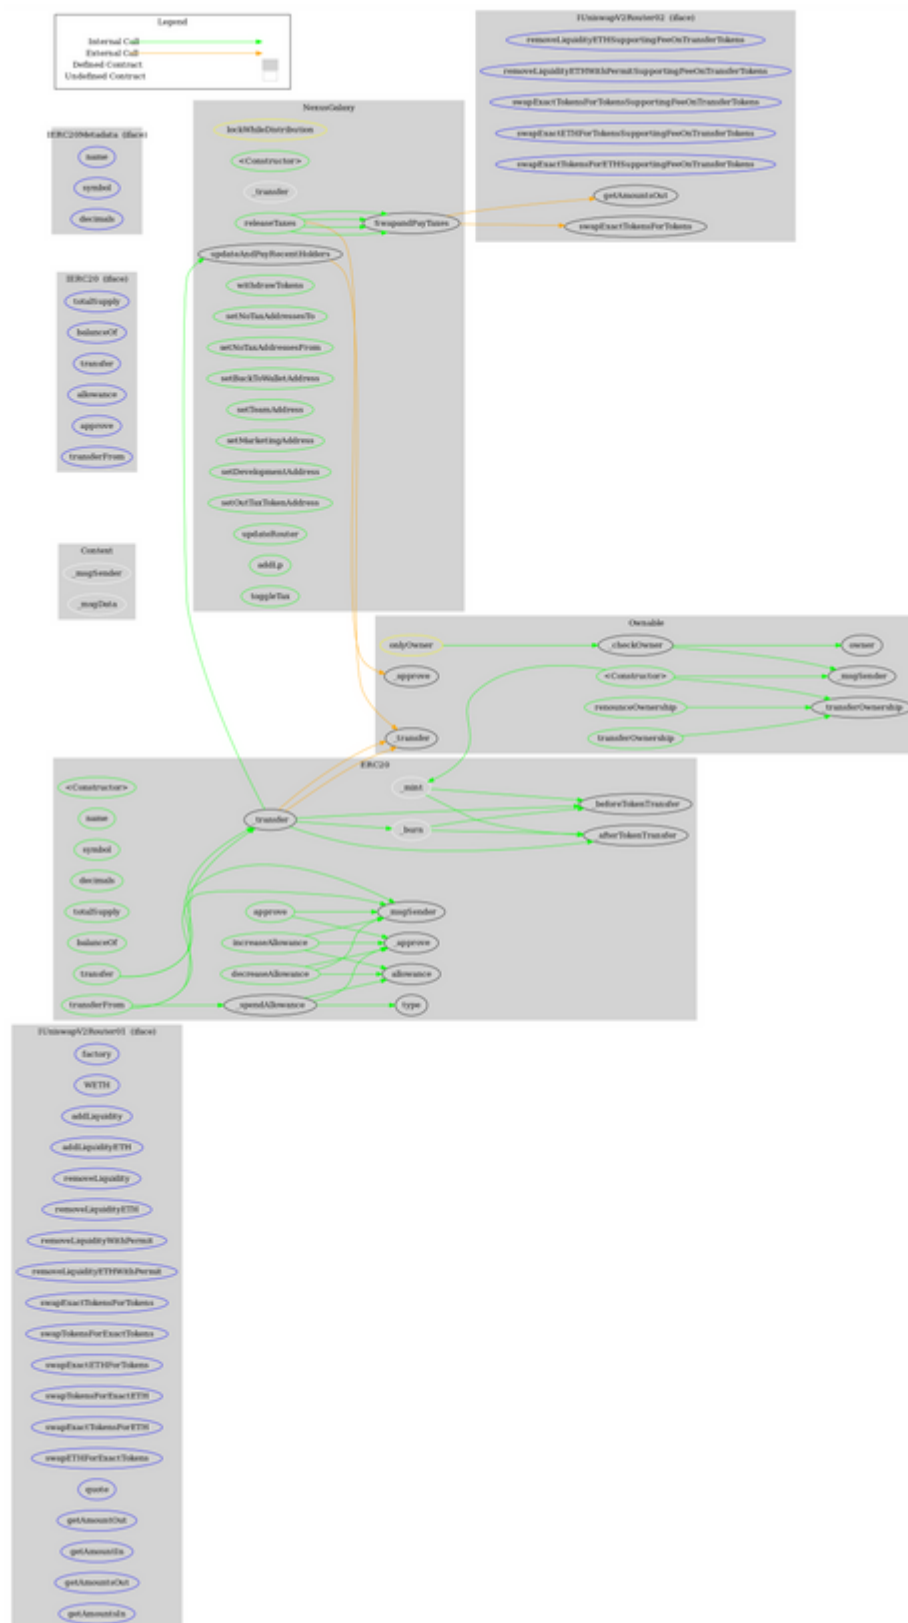 Legend
Internal Call
External Call
Defined Contract
Undefined Contract
IUniswapV2Router02 (iface)
removeLiquidityETHSupportingFeeOnTransferTokens
removeLiquidityETHWithPermitSupportingFeeOnTransferTokens
swapExactTokensForTokensSupportingFeeOnTransferTokens
swapExactETHForTokensSupportingFeeOnTransferTokens
swapExactTokensForETHSupportingFeeOnTransferTokens
getAmountsOut
swapExactTokensForTokens
NexusGalaxy
lockWhileDistribution
<Constructor>
_transfer
releaseTaxes
SwapandPayTaxes
updateAndPayRecentHolders
withdrawTokens
setNoTaxAddressesTo
setNoTaxAddressesFrom
setBackToWalletAddress
setTeamAddress
setMarketingAddress
setDevelopmentAddress
setOutTaxTokenAddress
updateRouter
addLp
toggleTax
IERC20Metadata (iface)
name
symbol
decimals
IERC20 (iface)
totalSupply
balanceOf
transfer
allowance
approve
transferFrom
Context
_msgSender
_msgData
Ownable
onlyOwner
_checkOwner
owner
_approve
<Constructor>
_msgSender
renounceOwnership
_transferOwnership
_transfer
transferOwnership
ERC20
<Constructor>
_mint
name
_transfer
_burn
_beforeTokenTransfer
_afterTokenTransfer
symbol
decimals
totalSupply
approve
_msgSender
balanceOf
increaseAllowance
_approve
transfer
decreaseAllowance
allowance
transferFrom
_spendAllowance
type
IUniswapV2Router01 (iface)
factory
WETH
addLiquidity
addLiquidityETH
removeLiquidity
removeLiquidityETH
removeLiquidityWithPermit
removeLiquidityETHWithPermit
swapExactTokensForTokens
swapTokensForExactTokens
swapExactETHForTokens
swapTokensForExactETH
swapExactTokensForETH
swapETHForExactTokens
quote
getAmountOut
getAmountIn
getAmountsOut
getAmountsIn